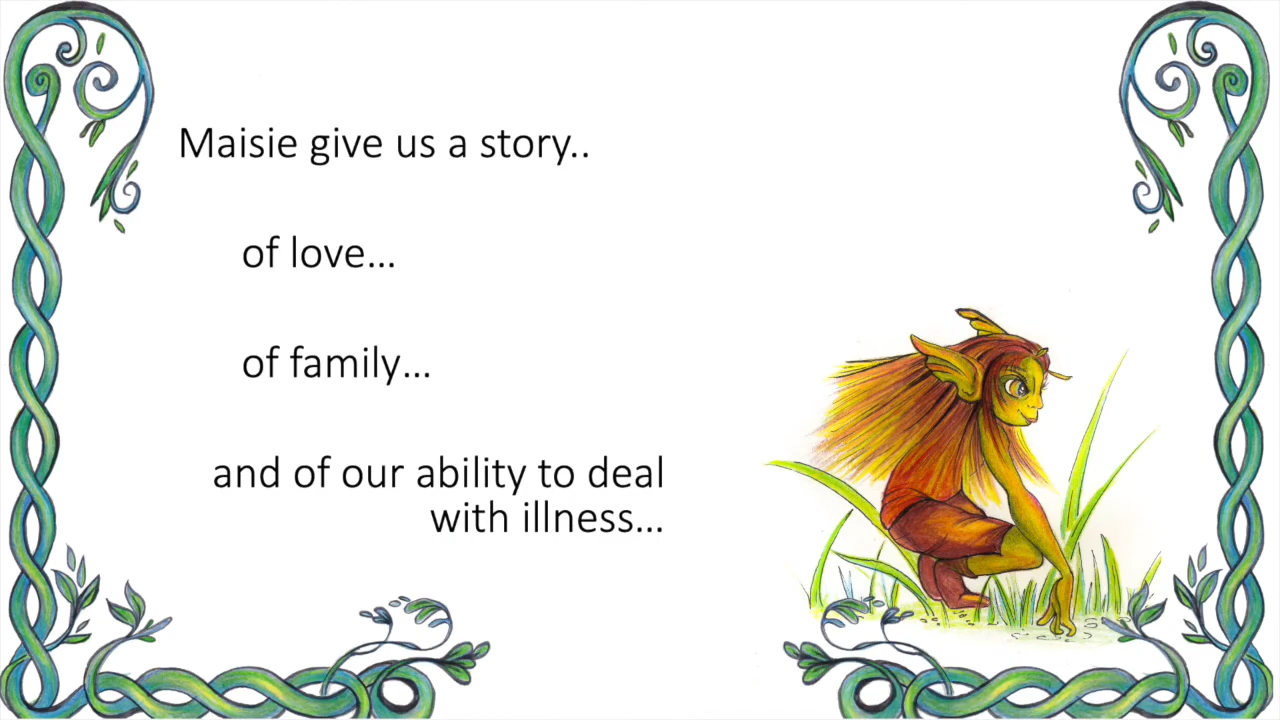 Maisie give us a story..
of love…
of family…
and of our ability to deal
with illness…